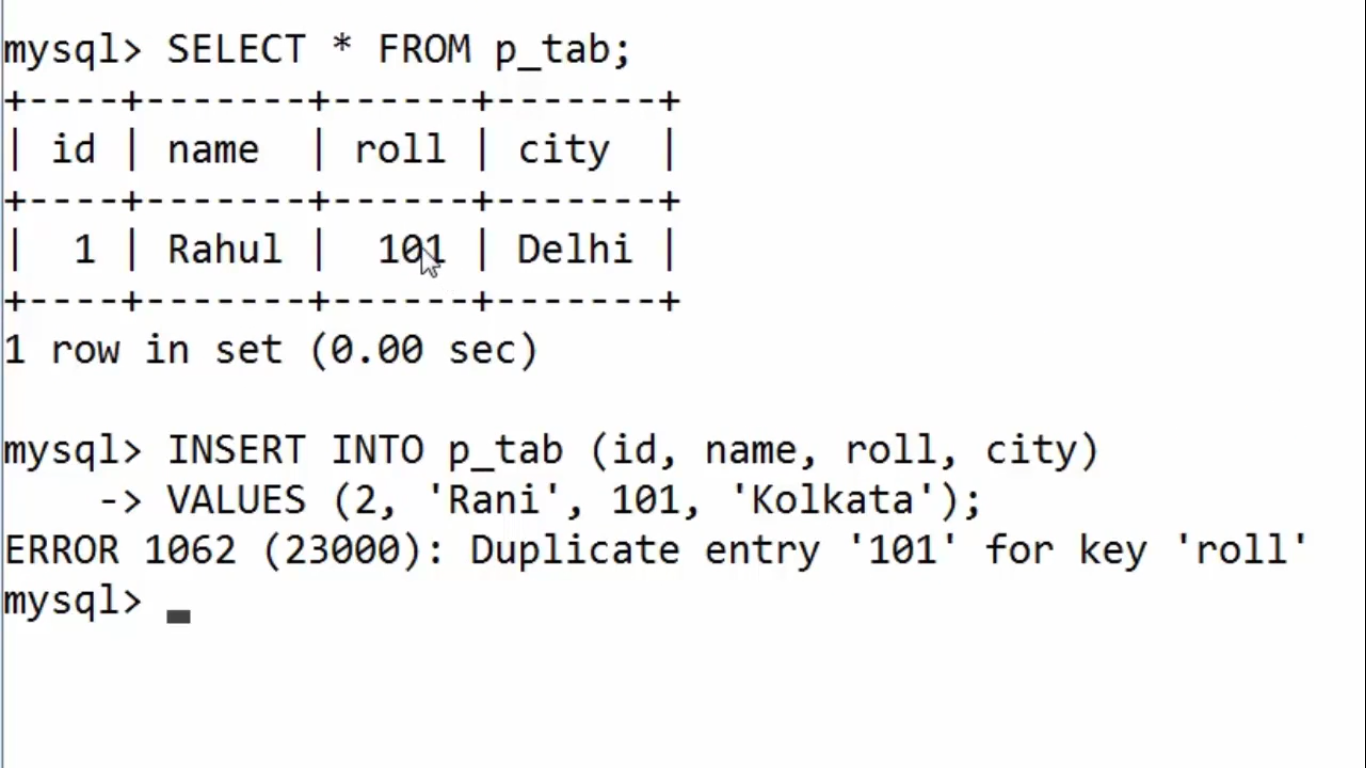 mysql> SELECT * FROM p_tab;
+----+-------+------+-------+
| id | name  | roll | city  |
+----+-------+------+-------+
|  1 | Rahul |  101 | Delhi |
+----+-------+------+-------+
1 row in set (0.00 sec)
mysql> INSERT INTO p_tab (id, name, roll, city)
    -> VALUES (2, 'Rani', 101, 'Kolkata');
ERROR 1062 (23000): Duplicate entry '101' for key 'roll'
mysql>